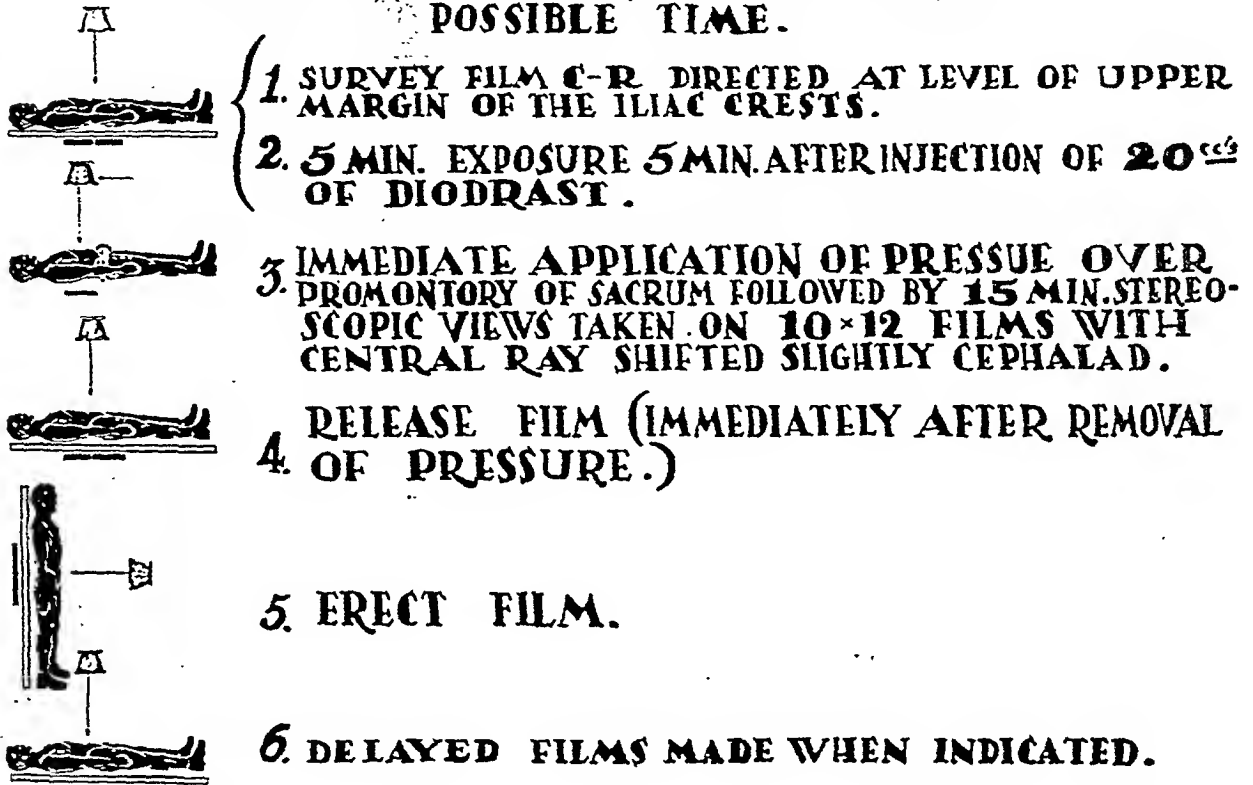 POSSIBLE TIME.
1. SURVEY FILM C-R DIRECTED AT LEVEL OF UPPER
MARGIN OF THE ILIAC CRESTS.
2. 5 MIN. EXPOSURE 5 MIN. AFTER INJECTION OF 20cc's
OF DIODRAST.
3. IMMEDIATE APPLICATION OF PRESSUE OVER
PROMONTORY OF SACRUM FOLLOWED BY 15 MIN. STEREO-
SCOPIC VIEWS TAKEN ON 10×12 FILMS WITH
CENTRAL RAY SHIFTED SLIGHTLY CEPHALAD.
4. RELEASE FILM (IMMEDIATELY AFTER REMOVAL
OF PRESSURE.)
5. ERECT FILM.
6. DELAYED FILMS MADE WHEN INDICATED.